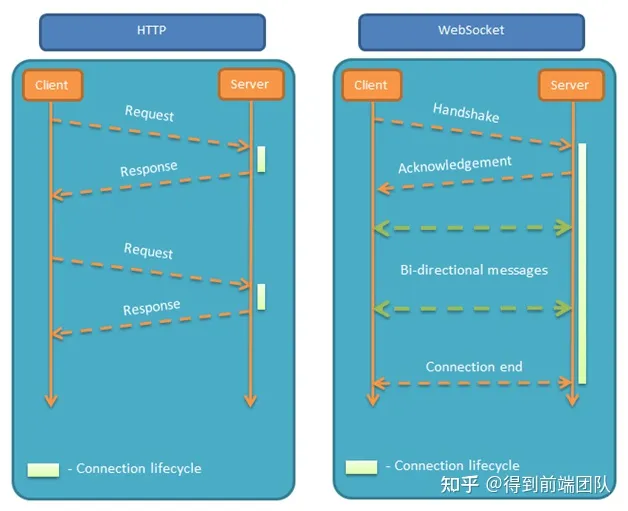 HTTP
Client
Server
Request
Response
Request
Response
- Connection lifecycle
WebSocket
Client
Server
Handshake
Acknowledgement
Bi-directional messages
Connection end
- Connection lifecycle
知乎 @得到前端团队